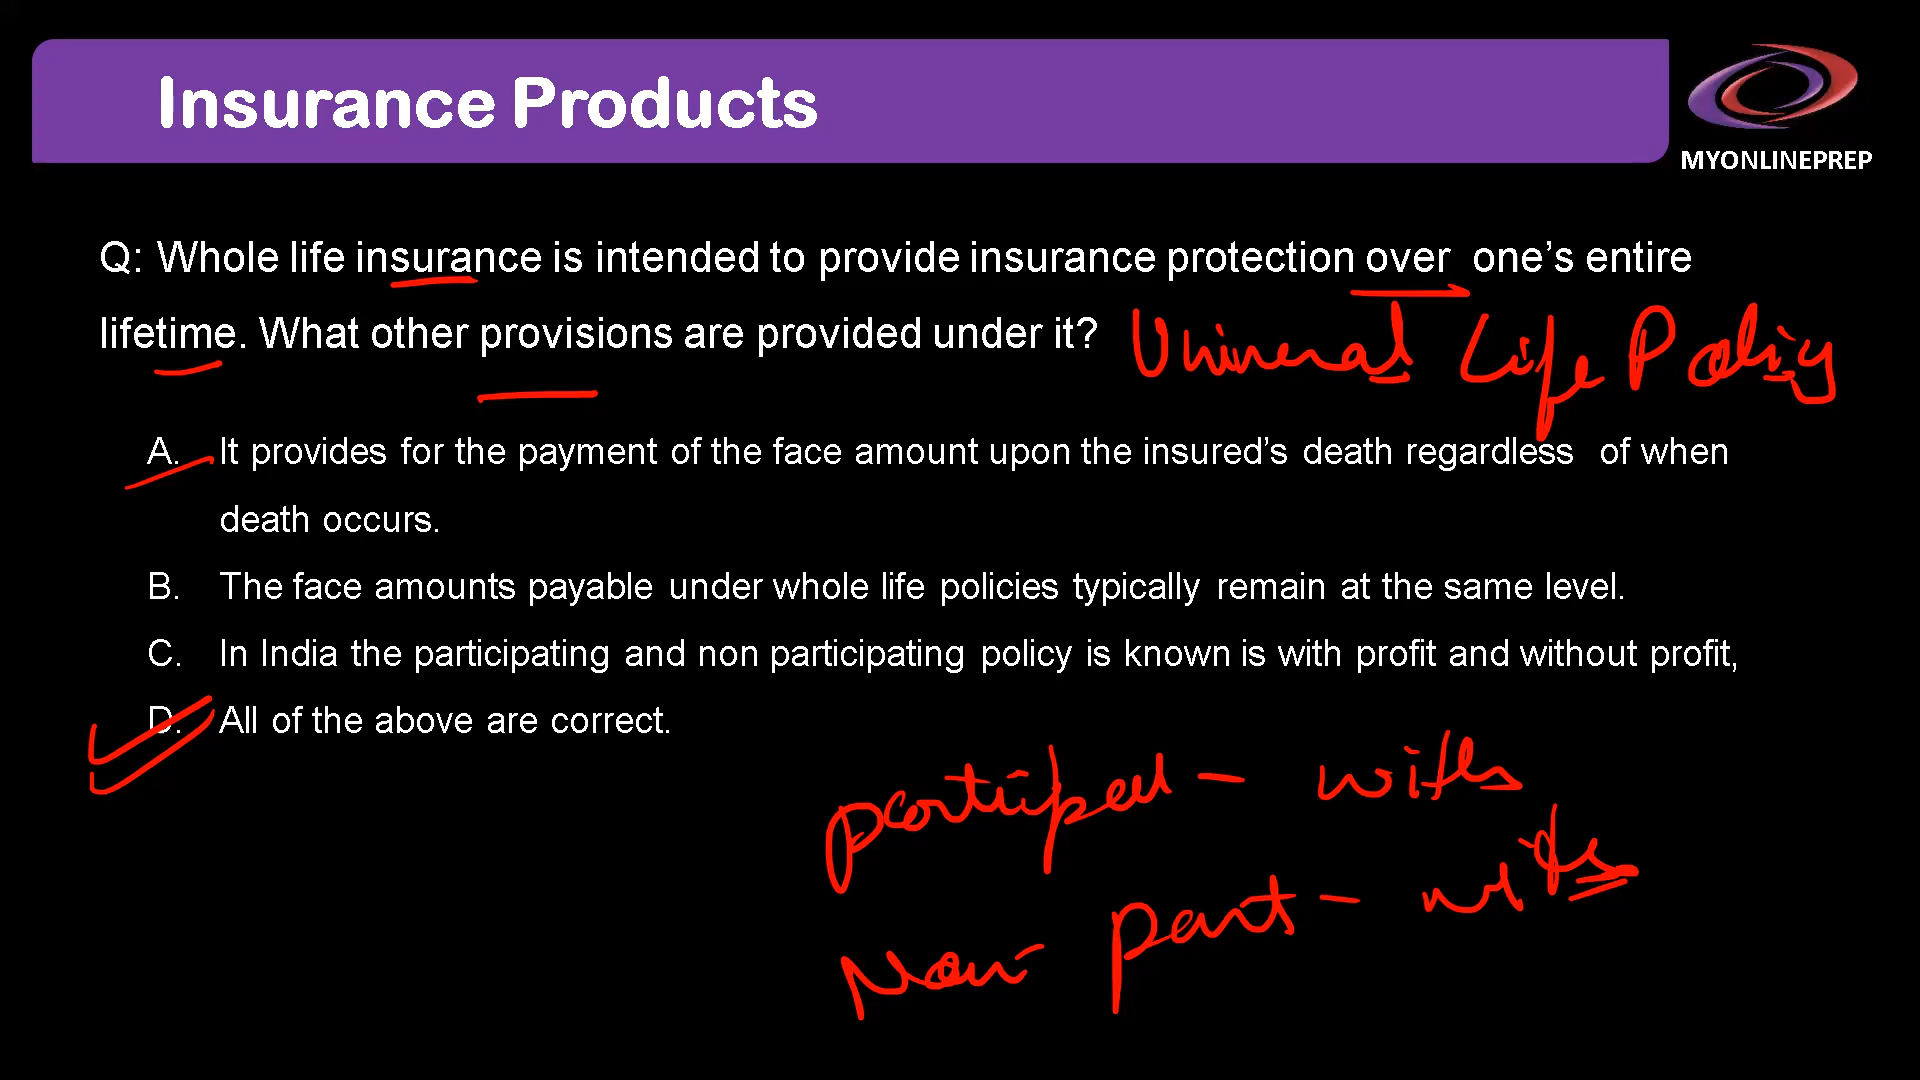 Insurance Products
MYONLINEPREP
Q: Whole life insurance is intended to provide insurance protection over one’s entire
lifetime. What other provisions are provided under it?
Life Policy
A. It provides for the payment of the face amount upon the insured’s death regardless of when
death occurs.
B. The face amounts payable under whole life policies typically remain at the same level.
C. In India the participating and non participating policy is known is with profit and without profit,
D. All of the above are correct.
- with
Non part -